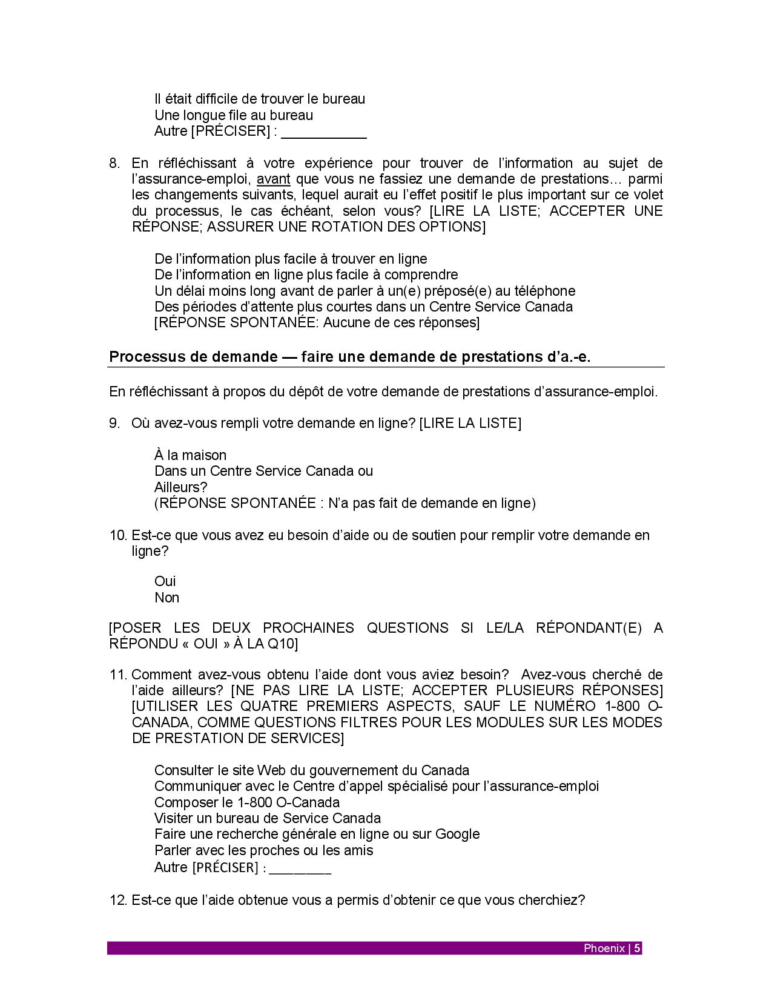 Il était difficile de trouver le bureau
Une longue file au bureau
Autre [PRÉCISER] : ___________
8. En réfléchissant à votre expérience pour trouver de l’information au sujet de
l’assurance-emploi, avant que vous ne fassiez une demande de prestations… parmi
les changements suivants, lequel aurait eu l’effet positif le plus important sur ce volet
du processus, le cas échéant, selon vous? [LIRE LA LISTE; ACCEPTER UNE
RÉPONSE; ASSURER UNE ROTATION DES OPTIONS]
De l’information plus facile à trouver en ligne
De l’information en ligne plus facile à comprendre
Un délai moins long avant de parler à un(e) préposé(e) au téléphone
Des périodes d’attente plus courtes dans un Centre Service Canada
[RÉPONSE SPONTANÉE: Aucune de ces réponses]
Processus de demande — faire une demande de prestations d’a.-e.
En réfléchissant à propos du dépôt de votre demande de prestations d’assurance-emploi.
9. Où avez-vous rempli votre demande en ligne? [LIRE LA LISTE]
À la maison
Dans un Centre Service Canada ou
Ailleurs?
(RÉPONSE SPONTANÉE : N’a pas fait de demande en ligne)
10. Est-ce que vous avez eu besoin d’aide ou de soutien pour remplir votre demande en
ligne?
Oui
Non
[POSER LES DEUX PROCHAINES QUESTIONS SI LE/LA RÉPONDANT(E) A
RÉPONDU « OUI » À LA Q10]
11. Comment avez-vous obtenu l’aide dont vous aviez besoin? Avez-vous cherché de
l’aide ailleurs? [NE PAS LIRE LA LISTE; ACCEPTER PLUSIEURS RÉPONSES]
[UTILISER LES QUATRE PREMIERS ASPECTS, SAUF LE NUMÉRO 1-800 O-
CANADA, COMME QUESTIONS FILTRES POUR LES MODULES SUR LES MODES
DE PRESTATION DE SERVICES]
Consulter le site Web du gouvernement du Canada
Communiquer avec le Centre d’appel spécialisé pour l’assurance-emploi
Composer le 1-800 O-Canada
Visiter un bureau de Service Canada
Faire une recherche générale en ligne ou sur Google
Parler avec les proches ou les amis
Autre [PRÉCISER] : _________
12. Est-ce que l’aide obtenue vous a permis d’obtenir ce que vous cherchiez?
Phoenix | 5